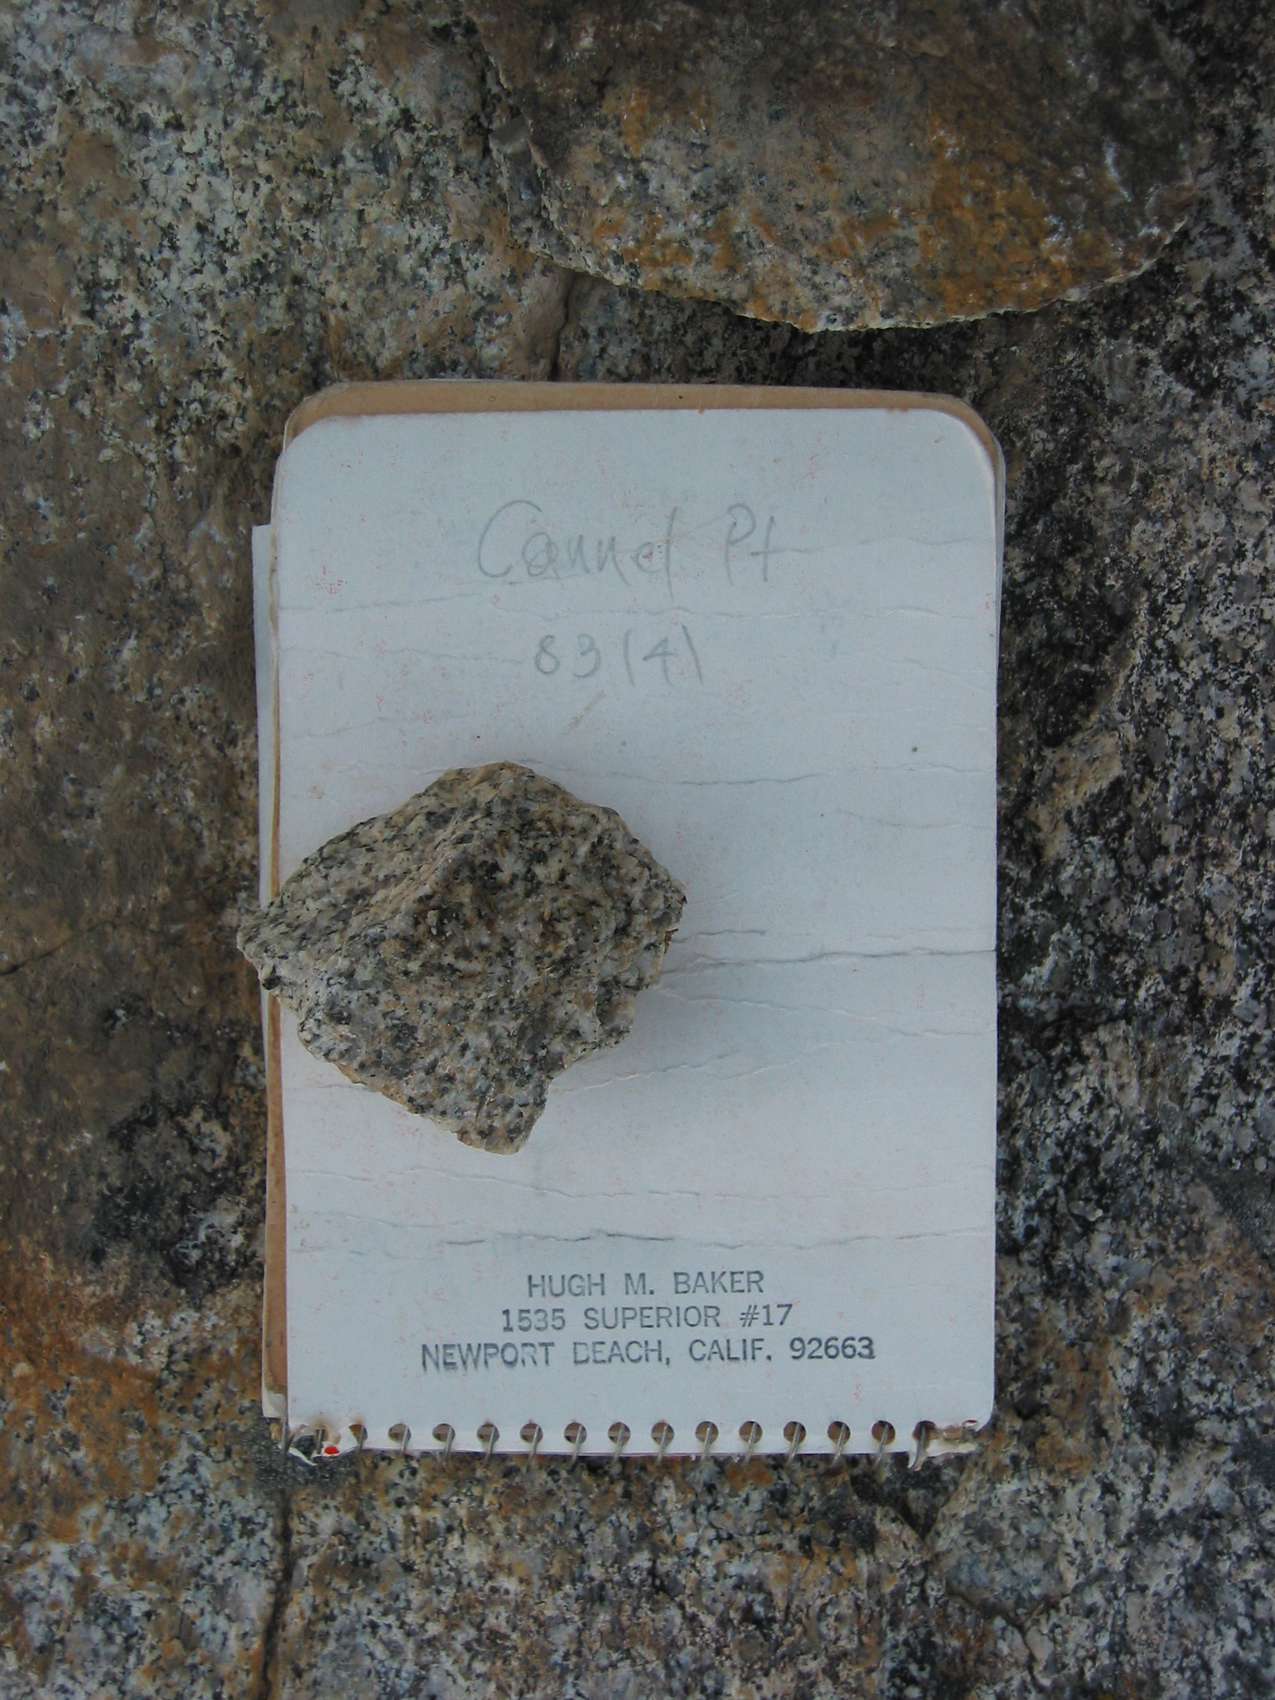 Cannel Pt
83(4)
HUGH M. BAKER
1535 SUPERIOR #17
NEWPORT BEACH, CALIF. 92663